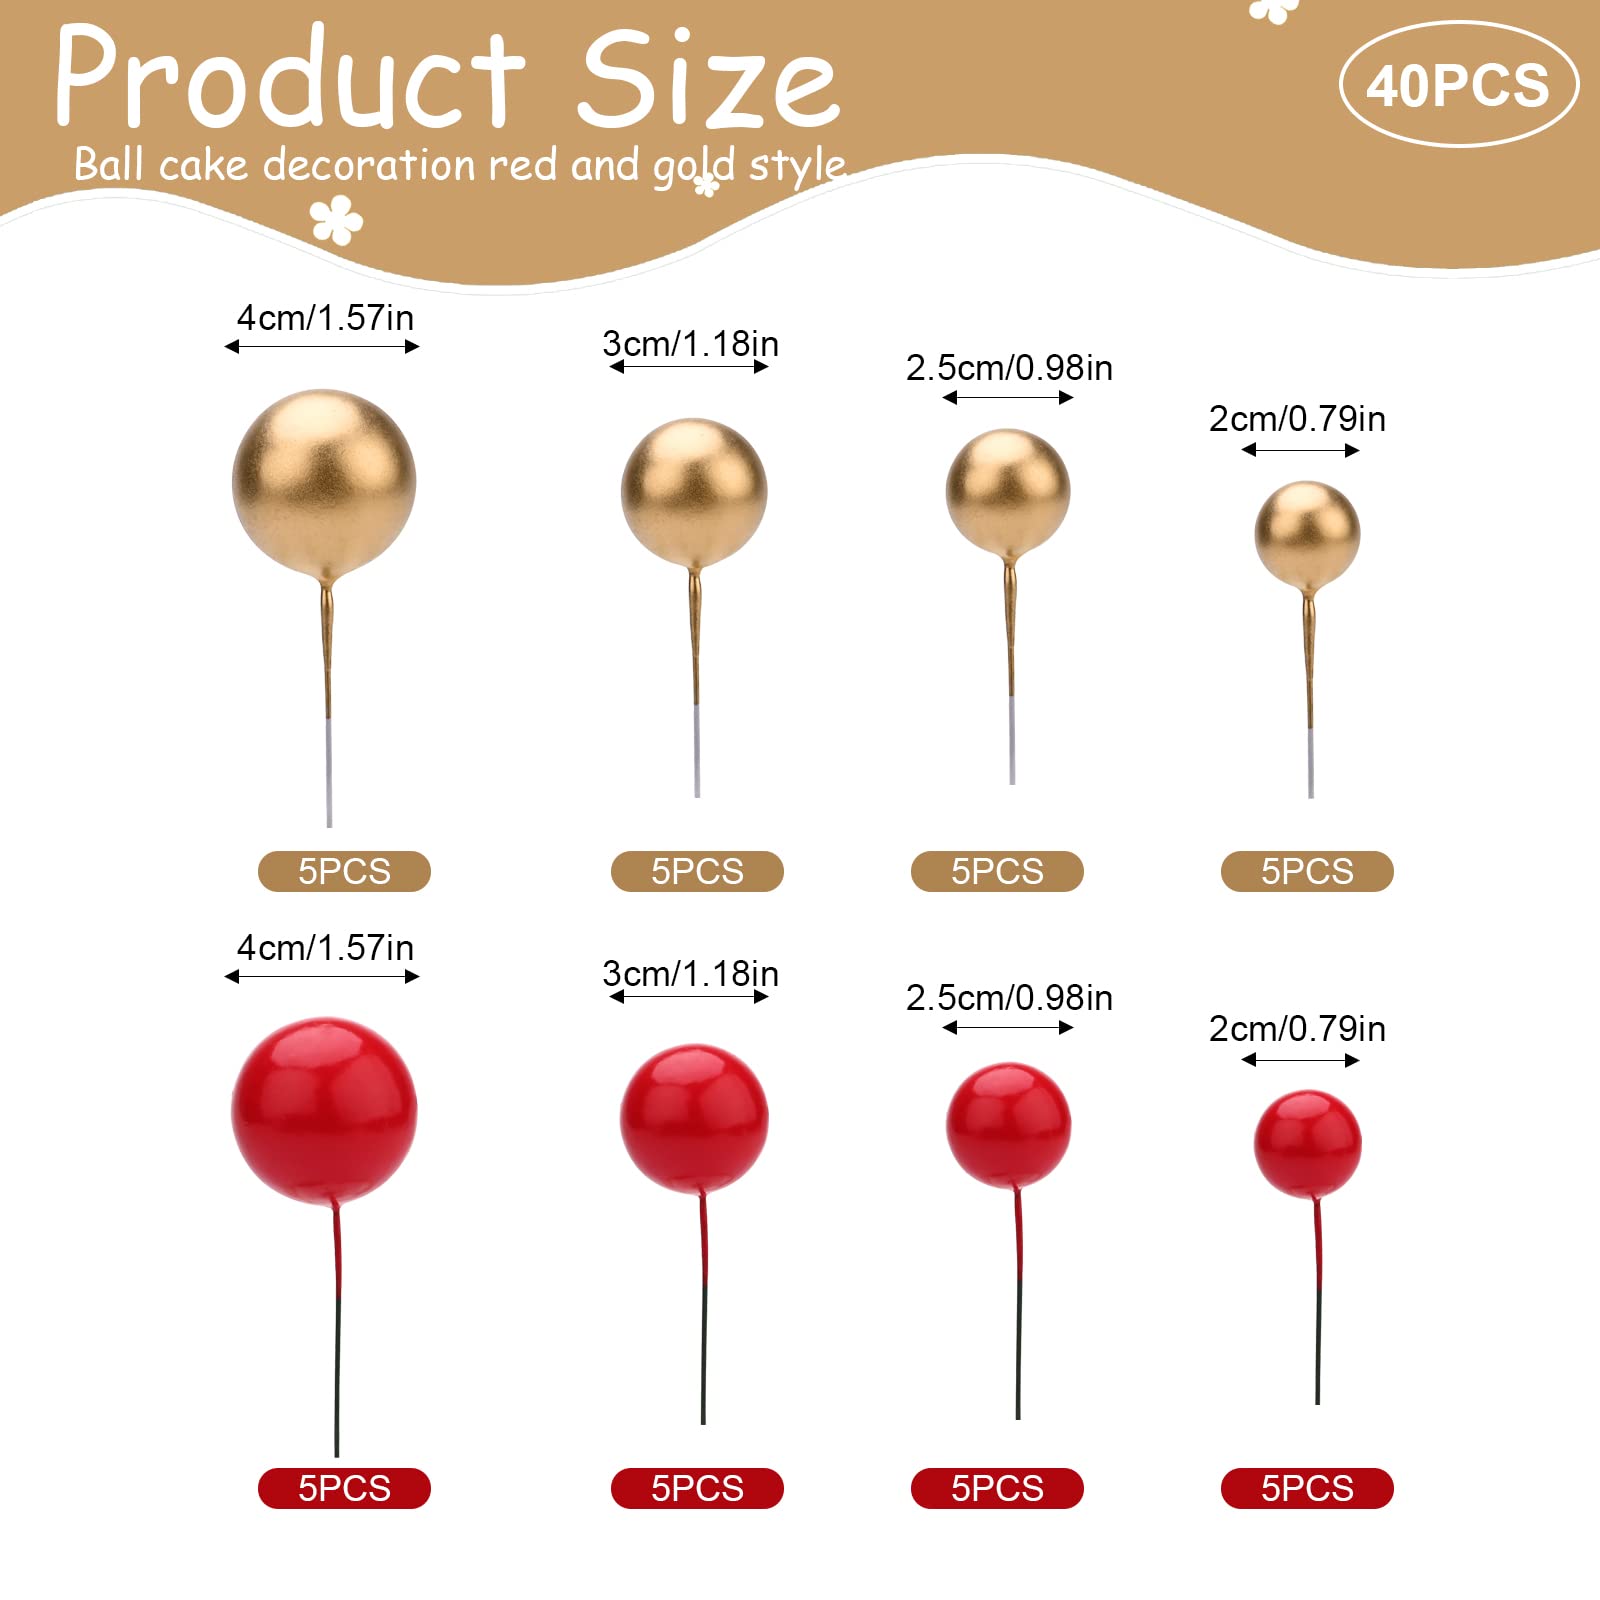 Product Size
40PCS
Ball cake decoration red and gold style
4cm/1.57in
3cm/1.18in
2.5cm/0.98in
2cm/0.79in
5PCS
5PCS
5PCS
5PCS
4cm/1.57in
3cm/1.18in
2.5cm/0.98in
2cm/0.79in
5PCS
5PCS
5PCS
5PCS